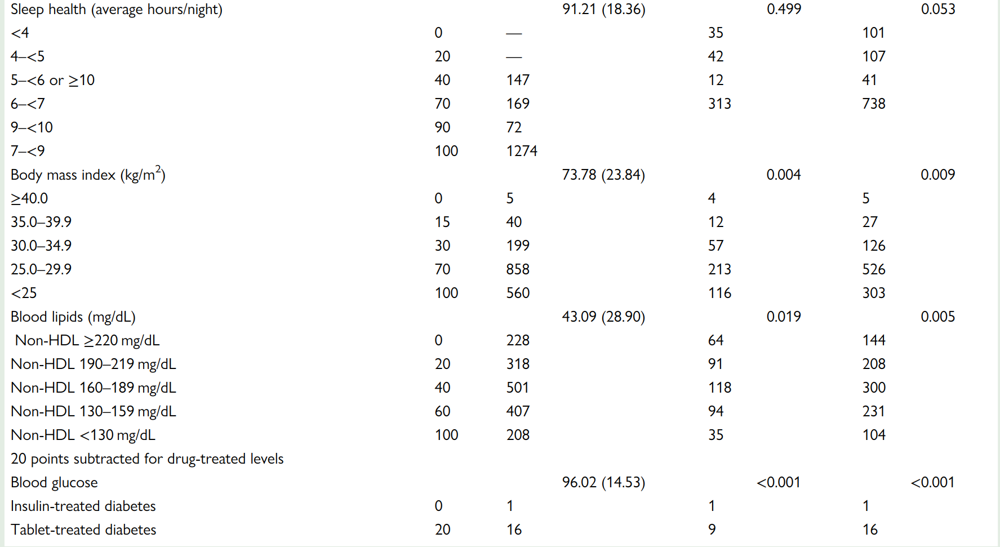 Sleep health (average hours/night) 91.21 (18.36) 0.499 0.053
<4 0 — 35 101
4–<5 20 — 42 107
5–<6 or ≥10 40 147 12 41
6–<7 70 169 313 738
9–<10 90 72
7–<9 100 1274
Body mass index (kg/m²) 73.78 (23.84) 0.004 0.009
≥40.0 0 5 4 5
35.0–39.9 15 40 12 27
30.0–34.9 30 199 57 126
25.0–29.9 70 858 213 526
<25 100 560 116 303
Blood lipids (mg/dL) 43.09 (28.90) 0.019 0.005
Non-HDL ≥220 mg/dL 0 228 64 144
Non-HDL 190–219 mg/dL 20 318 91 208
Non-HDL 160–189 mg/dL 40 501 118 300
Non-HDL 130–159 mg/dL 60 407 94 231
Non-HDL <130 mg/dL 100 208 35 104
20 points subtracted for drug-treated levels
Blood glucose 96.02 (14.53) <0.001 <0.001
Insulin-treated diabetes 0 1 1 1
Tablet-treated diabetes 20 16 9 16